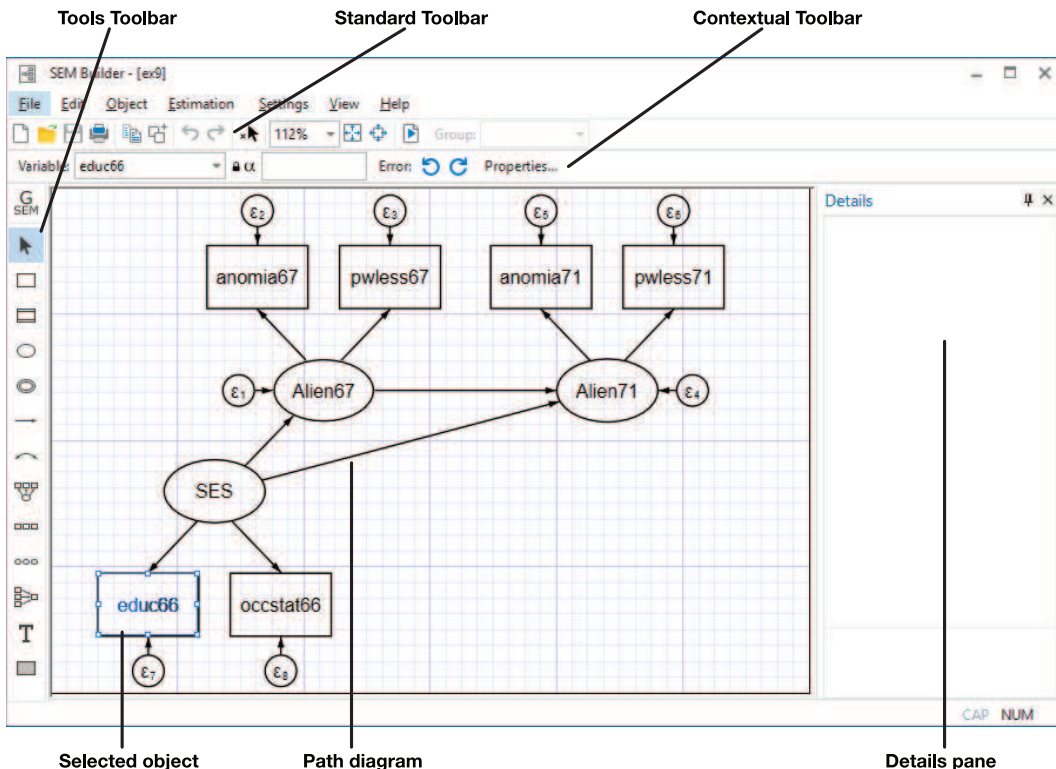 Tools Toolbar Standard Toolbar Contextual Toolbar
SEM Builder - [ex9]
File Edit Object Estimation Settings View Help
112% Group:
Variable: educ66 α Error: Properties...
G
SEM
Details
ε2 ε3 ε5 ε6
anomia67 pwless67 anomia71 pwless71
ε1 Alien67 Alien71 ε4
SES
educ66 occstat66
T
ε7 ε8
CAP NUM
Selected object Path diagram Details pane